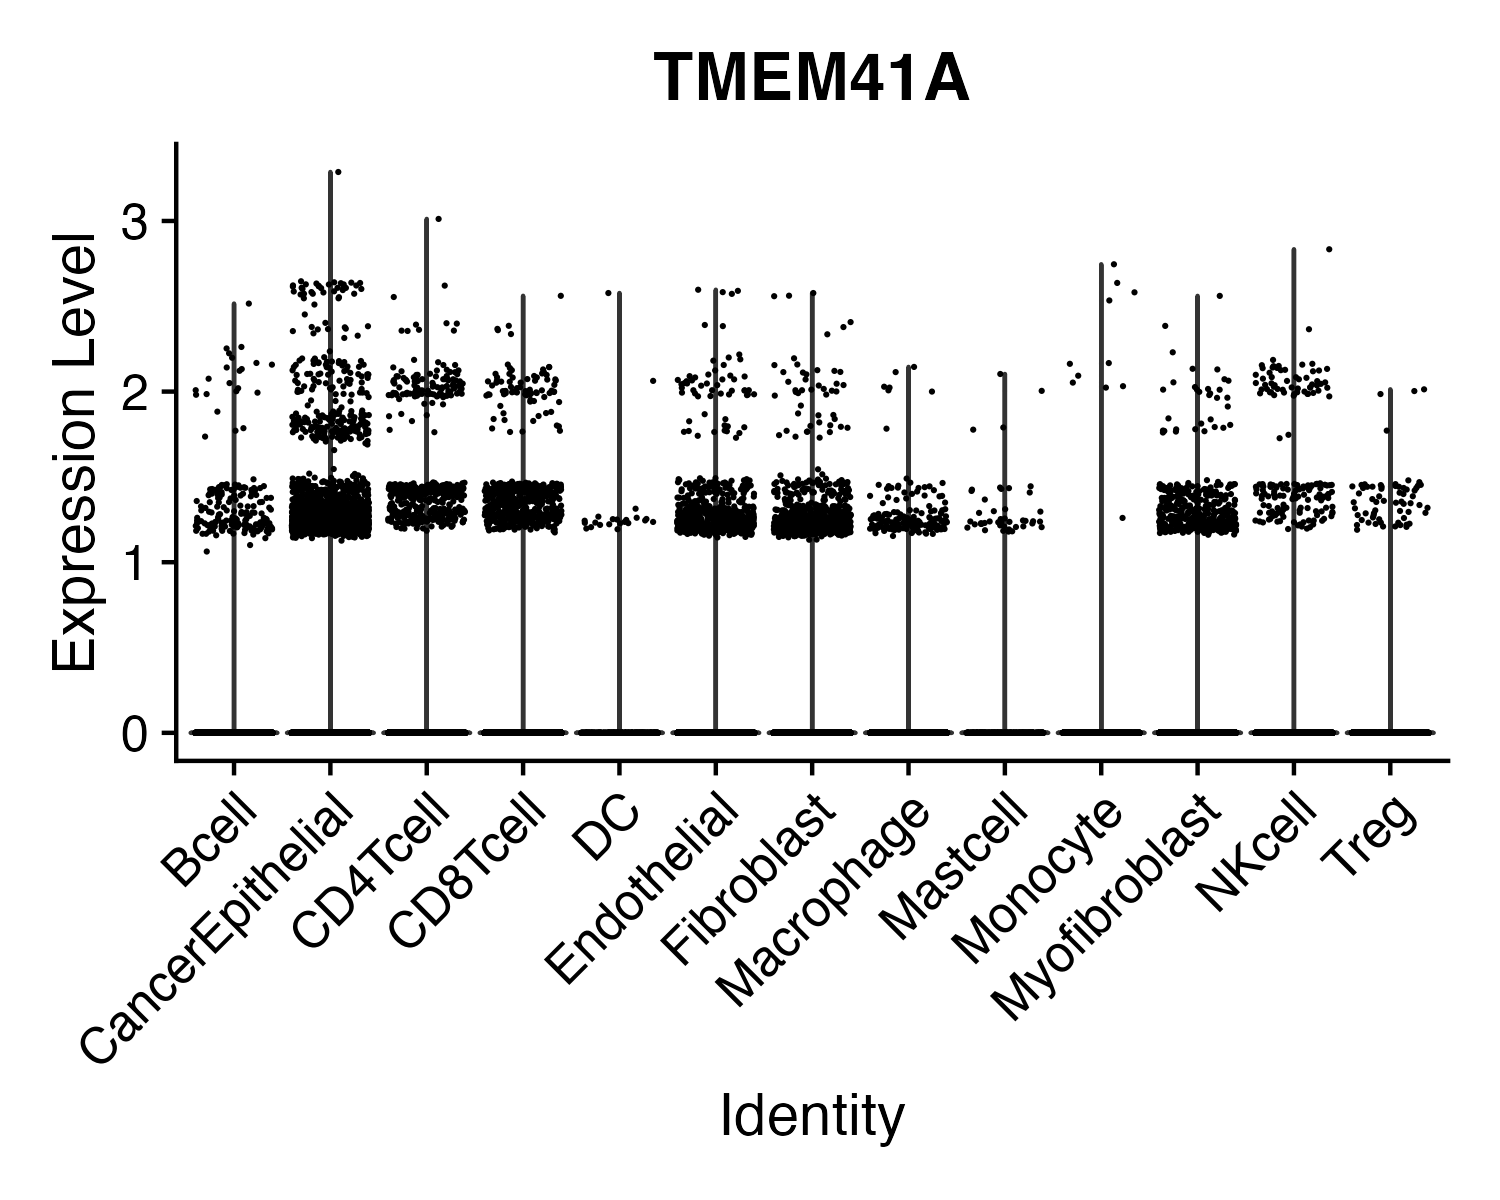 TMEM41A
Expression Level
3
2
1
0
Bcell
CancerEpithelial
CD4Tcell
CD8Tcell
DC
Endothelial
Fibroblast
Macrophage
Mastcell
Monocyte
Myofibroblast
NKcell
Treg
Identity